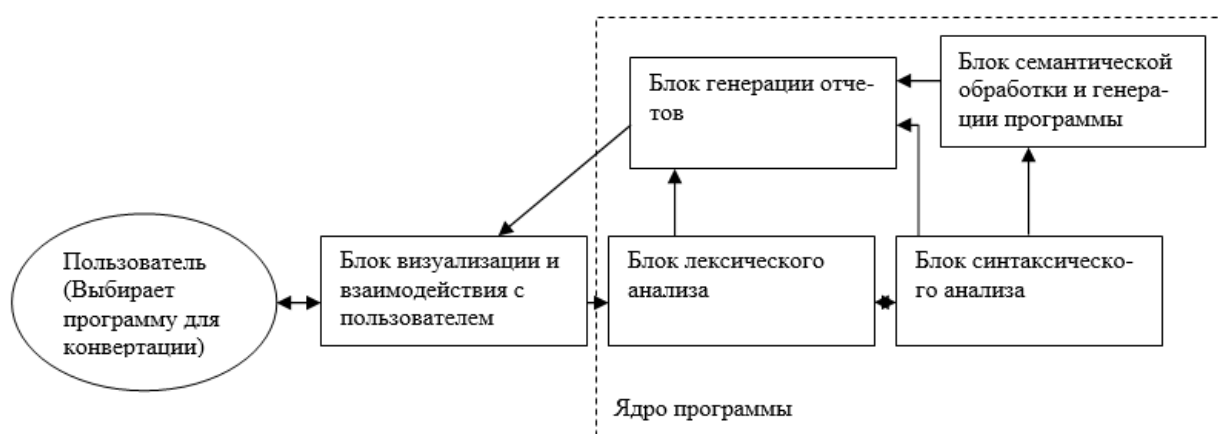 Блок генерации отче-
тов
Блок семантической
обработки и генера-
ции программы
Пользователь
(Выбирает
программу для
конвертации)
Блок визуализации и
взаимодействия с
пользователем
Блок лексического
анализа
Блок синтаксическо-
го анализа
Ядро программы